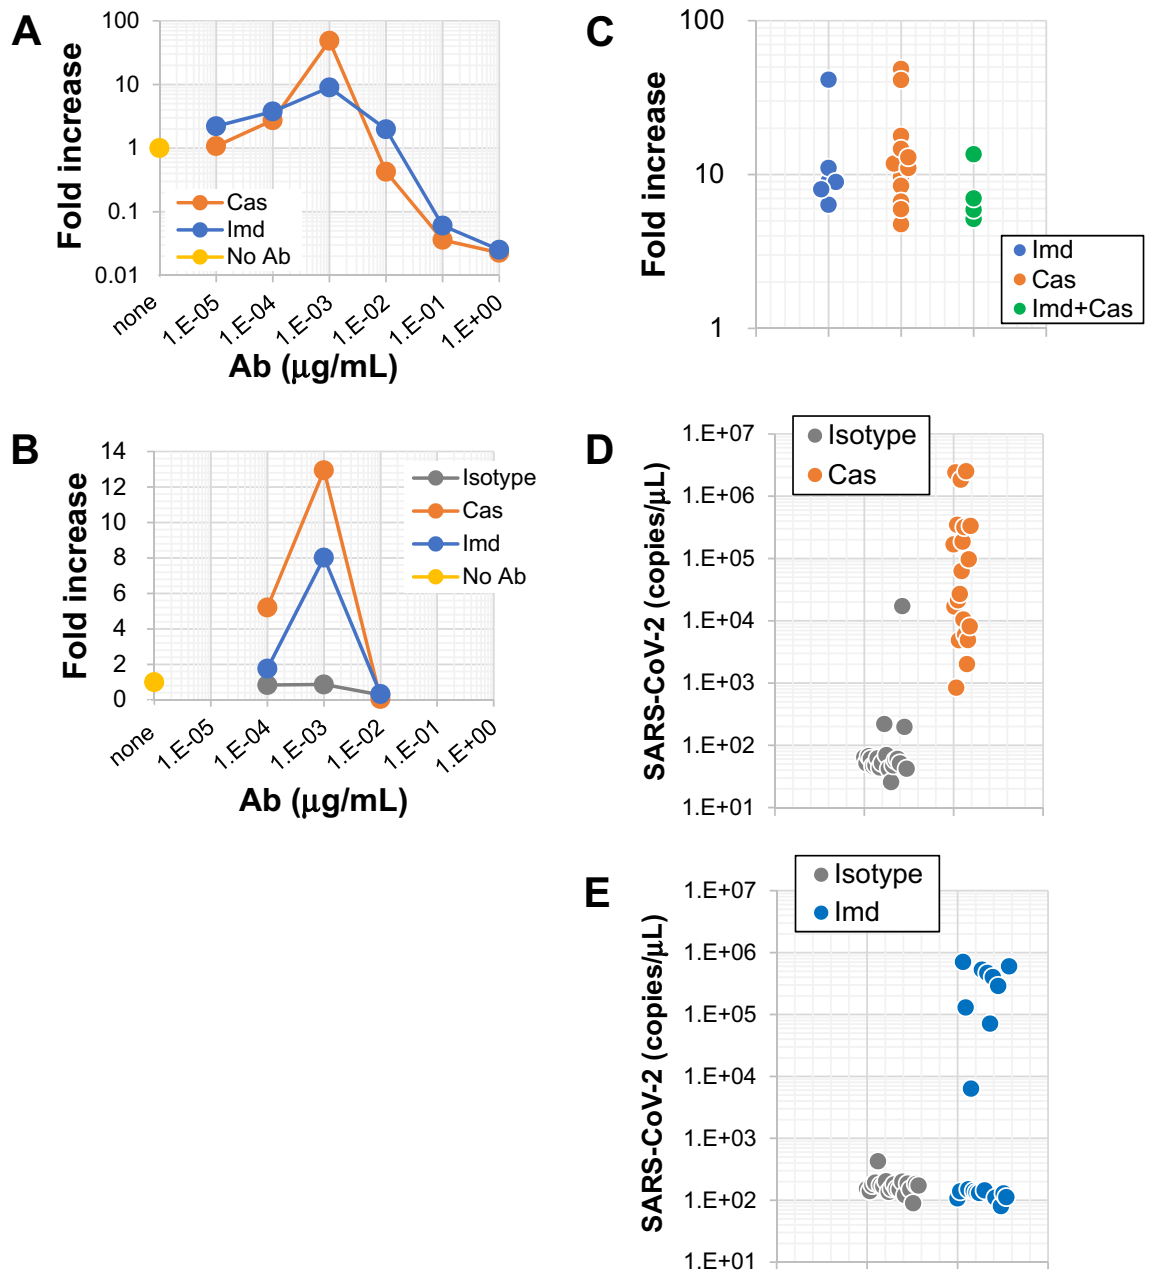 A
Fold increase
100
10
1
0.1
0.01
Cas
Imd
No Ab
none
1.E-05
1.E-04
1.E-03
1.E-02
1.E-01
1.E+00
Ab (μg/mL)
B
Fold increase
14
12
10
8
6
4
2
0
Isotype
Cas
Imd
No Ab
none
1.E-05
1.E-04
1.E-03
1.E-02
1.E-01
1.E+00
Ab (μg/mL)
C
Fold increase
100
10
1
Imd
Cas
Imd+Cas
D
SARS-CoV-2 (copies/μL)
1.E+07
1.E+06
1.E+05
1.E+04
1.E+03
1.E+02
1.E+01
Isotype
Cas
E
SARS-CoV-2 (copies/μL)
1.E+07
1.E+06
1.E+05
1.E+04
1.E+03
1.E+02
1.E+01
Isotype
Imd